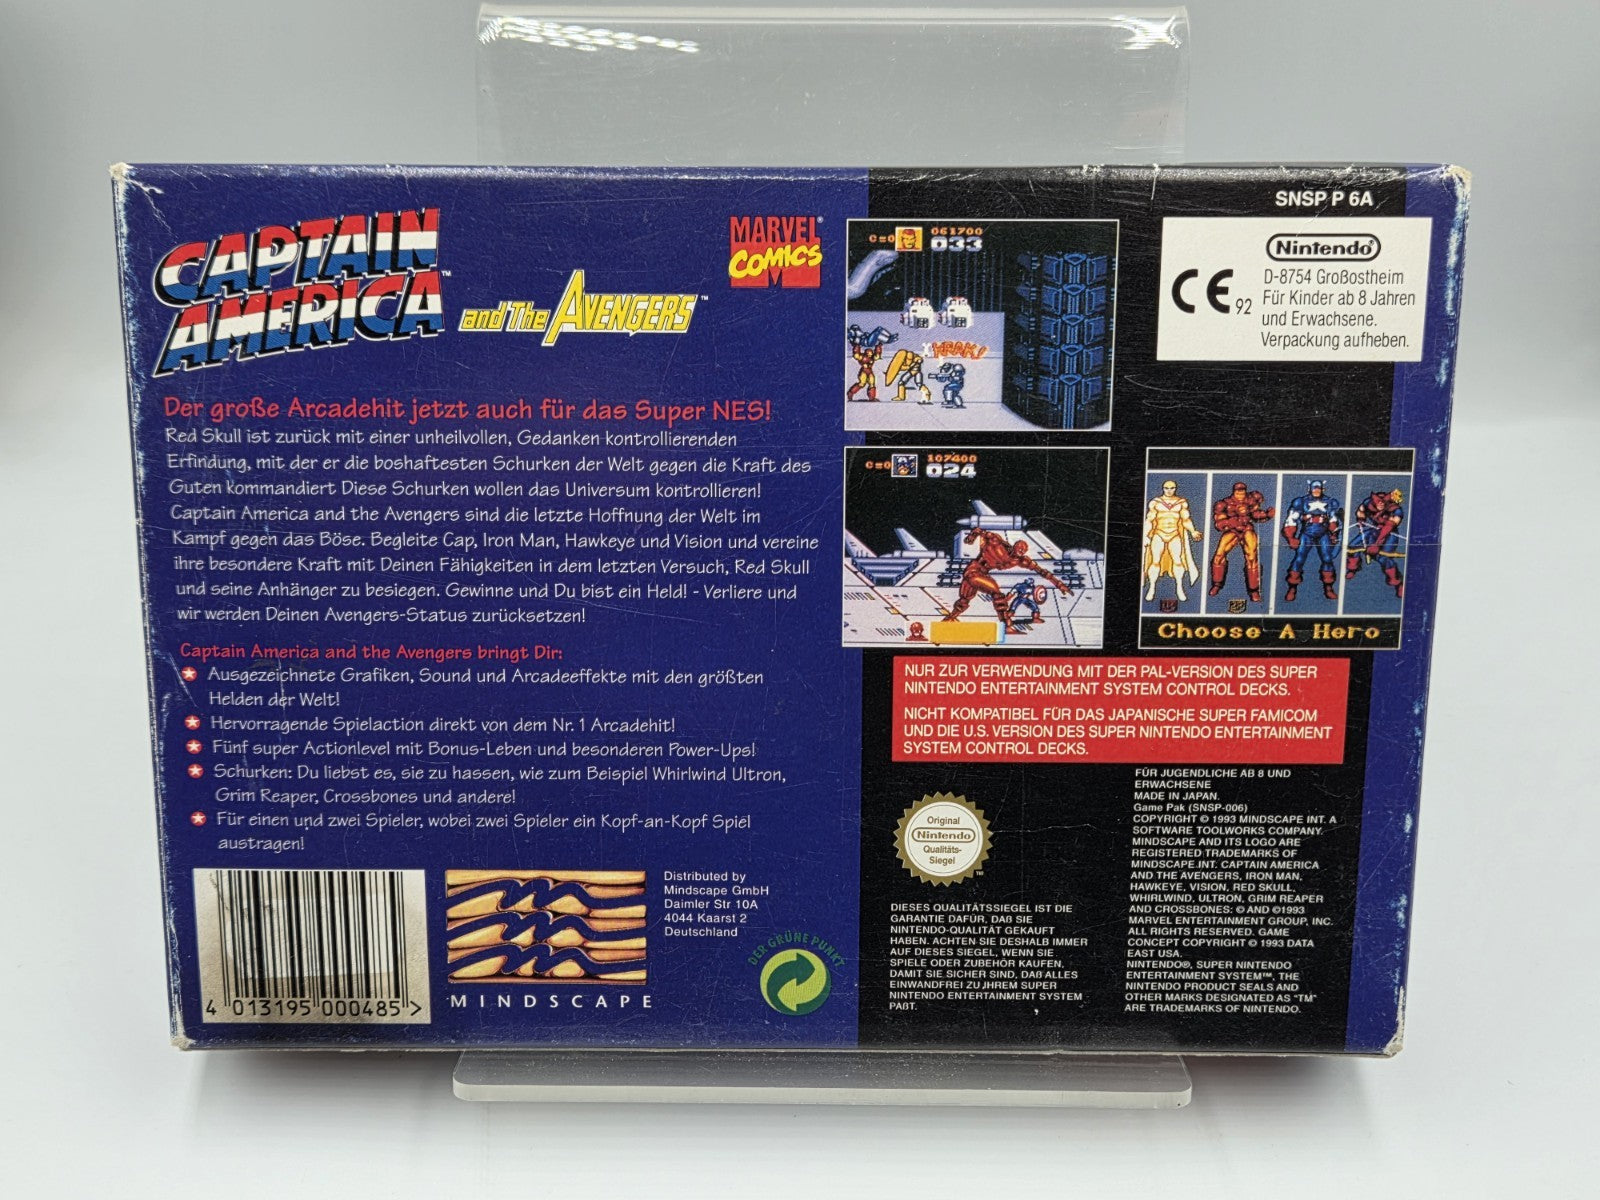 SNSP P 6A
CAPTAIN
AMERICA™
and The AVENGERS™
MARVEL®
COMICS
Nintendo®
CE 92
D-8754 Großostheim
Für Kinder ab 8 Jahren
und Erwachsene.
Verpackung aufheben.
Der große Arcadehit jetzt auch für das Super NES!
Red Skull ist zurück mit einer unheilvollen, Gedanken kontrollierenden
Erfindung, mit der er die boshaftesten Schurken der Welt gegen die Kraft des
Guten kommandiert Diese Schurken wollen das Universum kontrollieren!
Captain America and the Avengers sind die letzte Hoffnung der Welt im
Kampf gegen das Böse. Begleite Cap, Iron Man, Hawkeye und Vision und vereine
ihre besondere Kraft mit Deinen Fähigkeiten in dem letzten Versuch, Red Skull
und seine Anhänger zu besiegen. Gewinne und Du bist ein Held! - Verliere und
wir werden Deinen Avengers-Status zurücksetzen!
Captain America and the Avengers bringt Dir:
Ausgezeichnete Grafiken, Sound und Arcadeeffekte mit den größten
Helden der Welt!
Hervorragende Spielaction direkt von dem Nr. 1 Arcadehit!
Fünf super Actionlevel mit Bonus-Leben und besonderen Power-Ups!
Schurken: Du liebst es, sie zu hassen, wie zum Beispiel Whirlwind Ultron,
Grim Reaper, Crossbones und andere!
Für einen und zwei Spieler, wobei zwei Spieler ein Kopf-an-Kopf Spiel
austragen!
4 013195 000485 >
MINDSCAPE
Distributed by
Mindscape GmbH
Daimler Str 10A
4044 Kaarst 2
Deutschland
DER GRÜNE PUNKT
061700
033
107400
024
Choose A Hero
NUR ZUR VERWENDUNG MIT DER PAL-VERSION DES SUPER
NINTENDO ENTERTAINMENT SYSTEM CONTROL DECKS.
NICHT KOMPATIBEL FÜR DAS JAPANISCHE SUPER FAMICOM
UND DIE U.S. VERSION DES SUPER NINTENDO ENTERTAINMENT
SYSTEM CONTROL DECKS.
Original
Nintendo
Qualitäts-
Siegel
™
DIESES QUALITÄTSSIEGEL IST DIE
GARANTIE DAFÜR, DAß SIE
NINTENDO-QUALITÄT GEKAUFT
HABEN. ACHTEN SIE DESHALB IMMER
AUF DIESES SIEGEL, WENN SIE
SPIELE ODER ZUBEHÖR KAUFEN,
DAMIT SIE SICHER SIND, DAß ALLES
EINWANDFREI ZU IHREM SUPER
NINTENDO ENTERTAINMENT SYSTEM
PAßT.
FÜR JUGENDLICHE AB 8 UND
ERWACHSENE
MADE IN JAPAN.
Game Pak (SNSP-006)
COPYRIGHT © 1993 MINDSCAPE INT. A
SOFTWARE TOOLWORKS COMPANY.
MINDSCAPE AND ITS LOGO ARE
REGISTERED TRADEMARKS OF
MINDSCAPE INT. CAPTAIN AMERICA
AND THE AVENGERS, IRON MAN,
HAWKEYE, VISION, RED SKULL,
WHIRLWIND, ULTRON, GRIM REAPER
AND CROSSBONES: © AND ©1993
MARVEL ENTERTAINMENT GROUP, INC.
ALL RIGHTS RESERVED. GAME
CONCEPT COPYRIGHT © 1993 DATA
EAST USA.
NINTENDO®, SUPER NINTENDO
ENTERTAINMENT SYSTEM™, THE
NINTENDO PRODUCT SEALS AND
OTHER MARKS DESIGNATED AS "TM"
ARE TRADEMARKS OF NINTENDO.